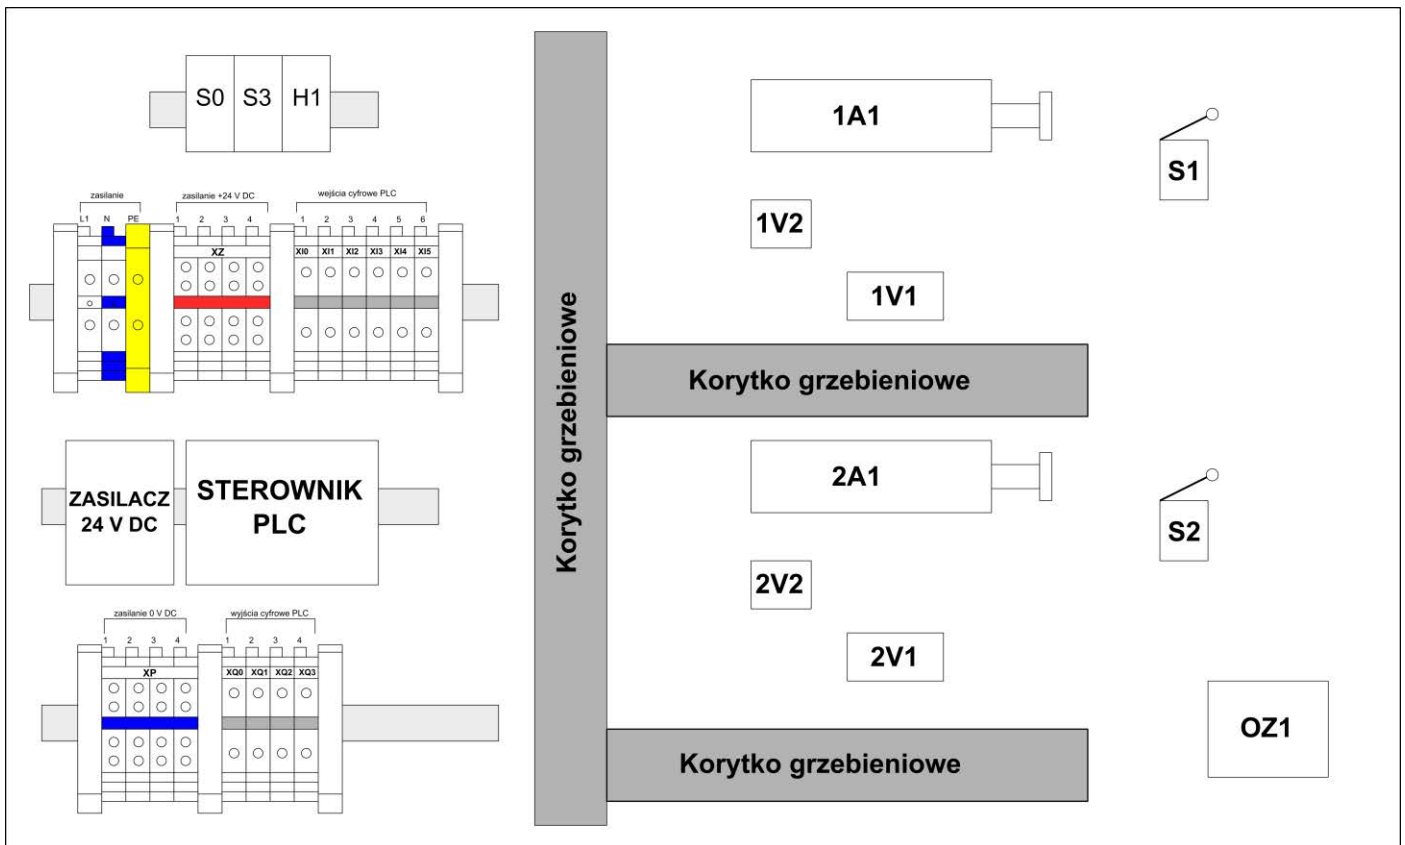 S0 S3 H1
zasilanie
zasilanie +24 V DC
wejścia cyfrowe PLC
L1 N PE
1 2 3 4
1 2 3 4 5 6
XZ
XI0 XI1 XI2 XI3 XI4 XI5
ZASILACZ
24 V DC
STEROWNIK
PLC
zasilanie 0 V DC
wyjścia cyfrowe PLC
1 2 3 4
1 2 3 4
XP
XQ0 XQ1 XQ2 XQ3
Korytko grzebieniowe
1A1
S1
1V2
1V1
Korytko grzebieniowe
2A1
S2
2V2
2V1
OZ1
Korytko grzebieniowe